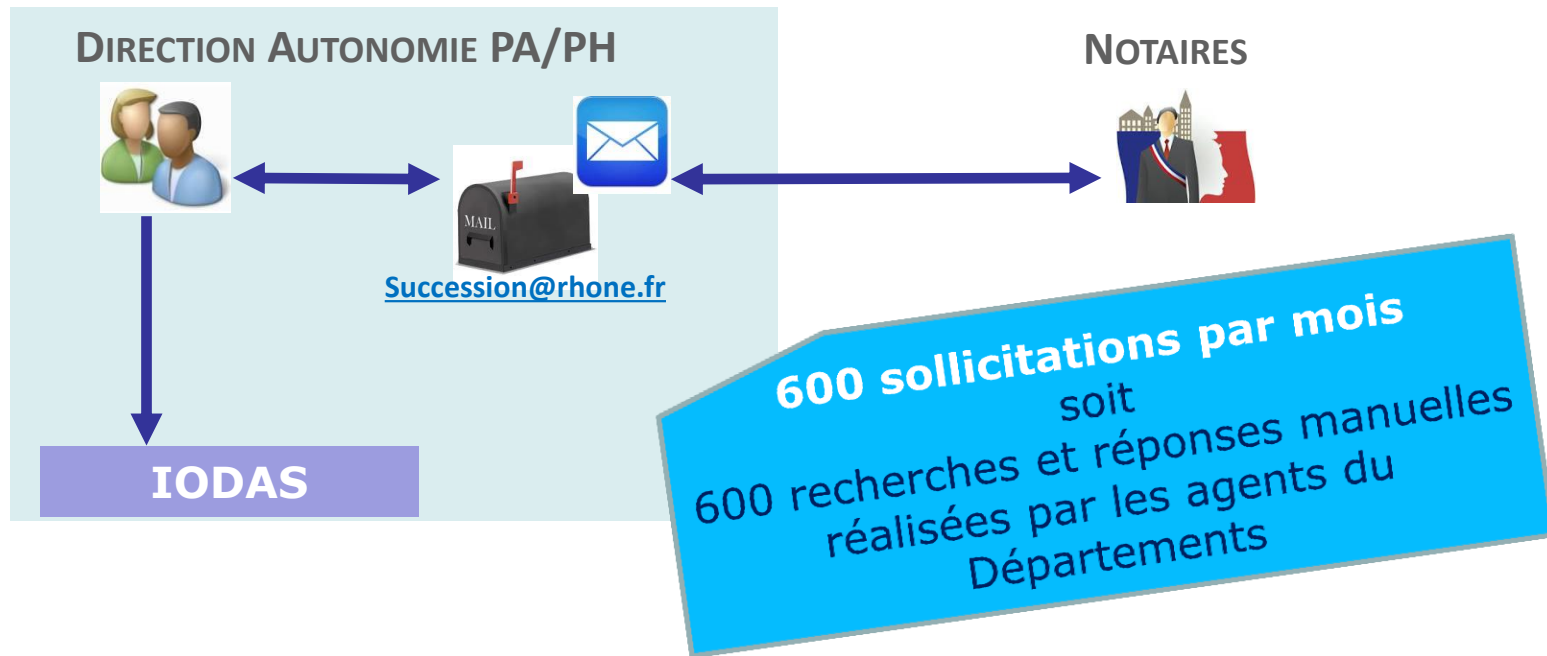 DIRECTION AUTONOMIE PA/PH
NOTAIRES
MAIL
Succession@rhone.fr
IODAS
600 sollicitations par mois
soit
600 recherches et réponses manuelles
réalisées par les agents du
Départements